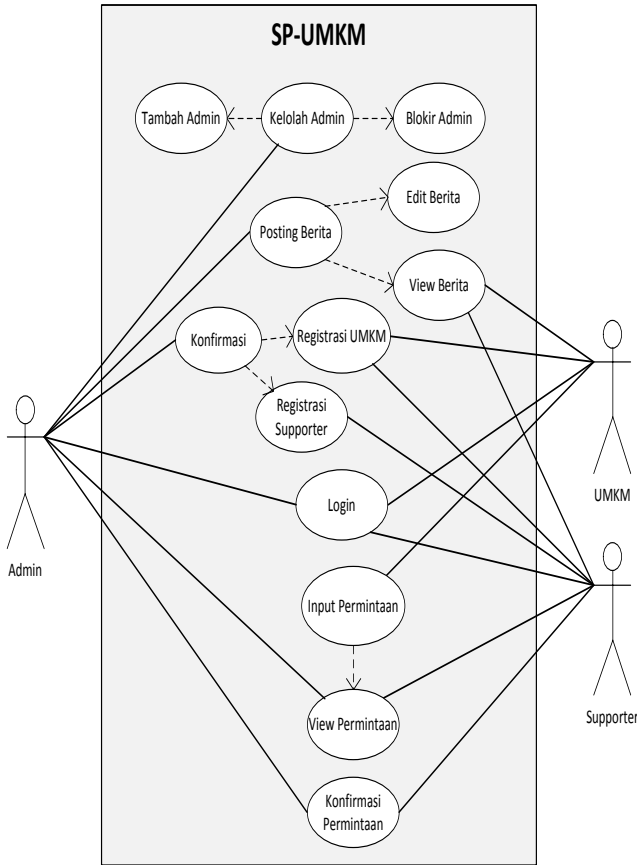 SP-UMKM
Tambah Admin
Kelolah Admin
Blokir Admin
Edit Berita
Posting Berita
View Berita
Konfirmasi
Registrasi UMKM
Registrasi
Supporter
Login
Input Permintaan
View Permintaan
Konfirmasi
Permintaan
Admin
UMKM
Supporter